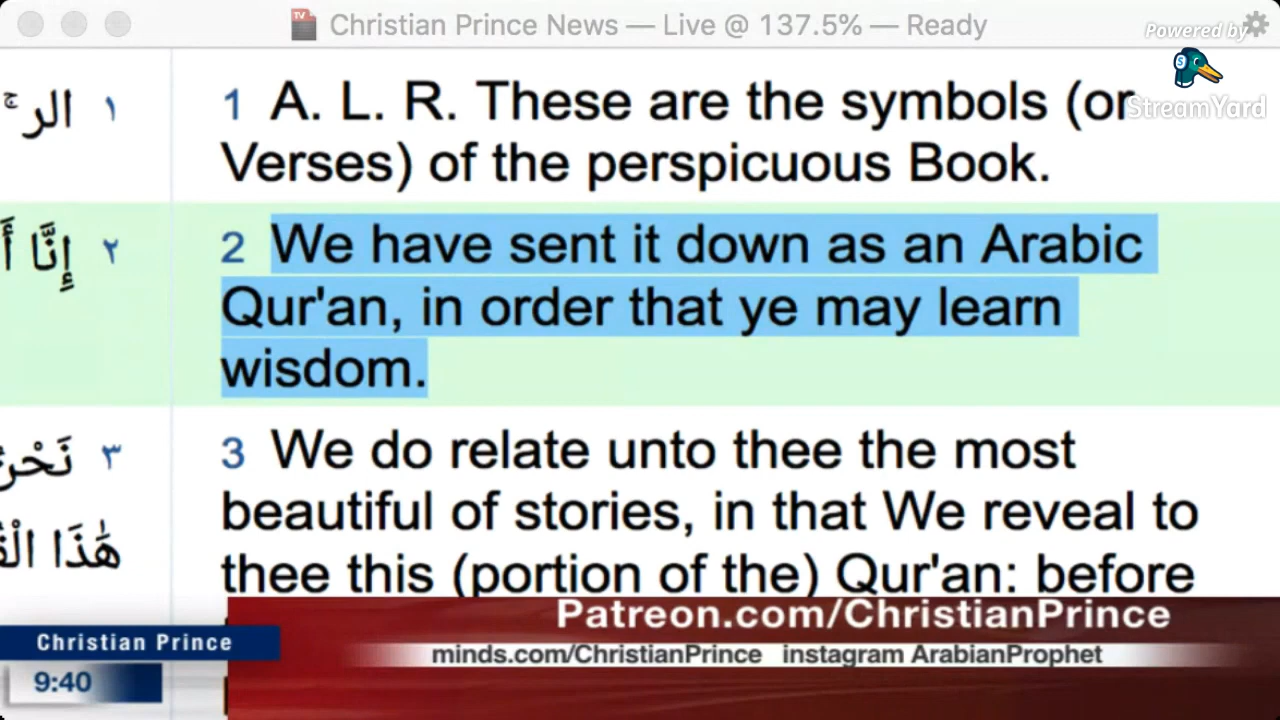 Christian Prince News — Live @ 137.5% — Ready
Powered by
StreamYard
الر ۚ ١
1 A. L. R. These are the symbols (or
Verses) of the perspicuous Book.
إِنَّا ٢
2 We have sent it down as an Arabic
Qur'an, in order that ye may learn
wisdom.
نَحْنُ ٣
هَٰذَا
3 We do relate unto thee the most
beautiful of stories, in that We reveal to
thee this (portion of the) Qur'an: before
Patreon.com/ChristianPrince
Christian Prince
minds.com/ChristianPrince instagram ArabianProphet
9:40